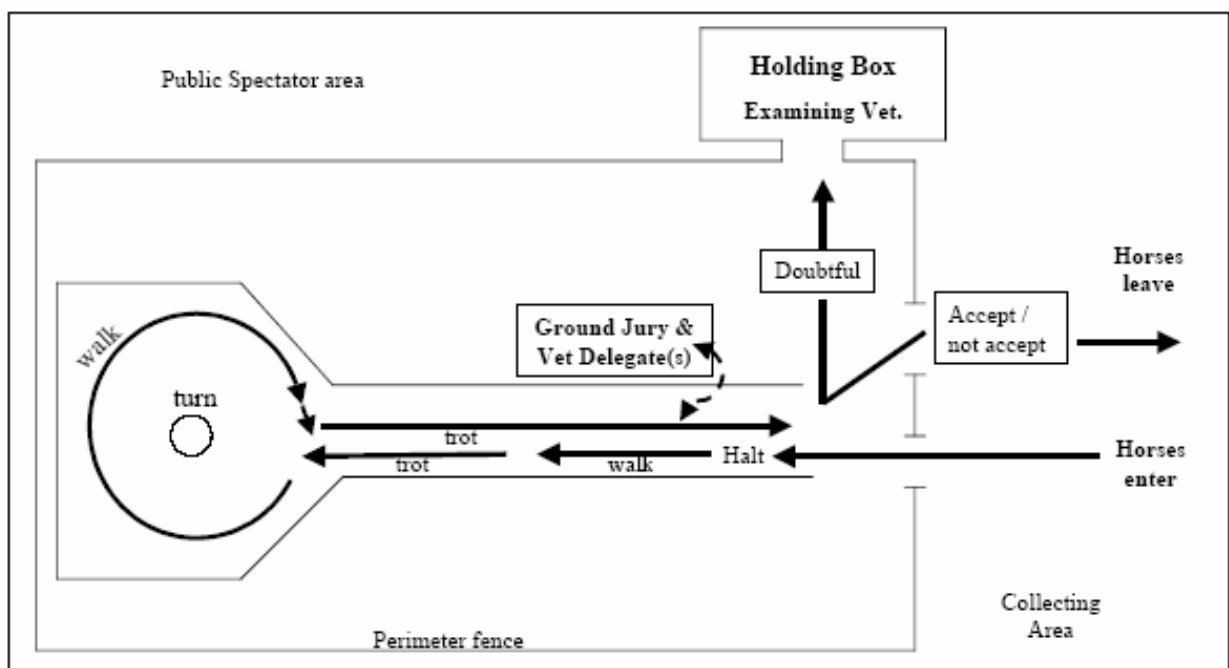 Public Spectator area
Holding Box
Examining Vet.
Doubtful
Horses
leave
Accept /
not accept
Ground Jury &
Vet Delegate(s)
walk
turn
trot
trot
walk
Halt
Horses
enter
Collecting
Area
Perimeter fence